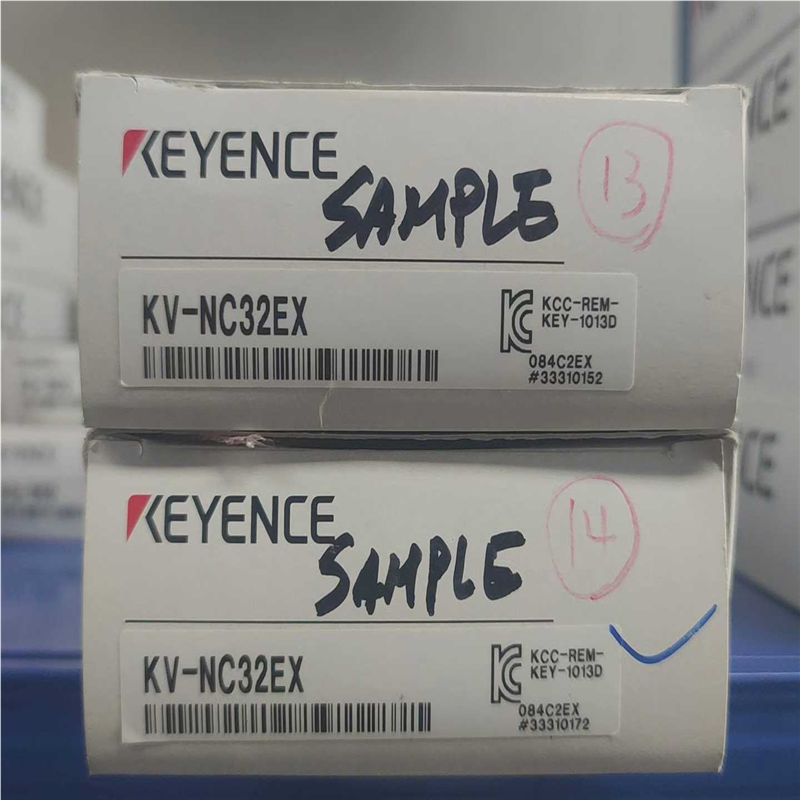 KEYENCE
SAMPLE
13
KV-NC32EX
KCC-REM-
KEY-1013D
084C2EX
#33310152
KEYENCE
SAMPLE
14
KV-NC32EX
KCC-REM-
KEY-1013D
084C2EX
#33310172